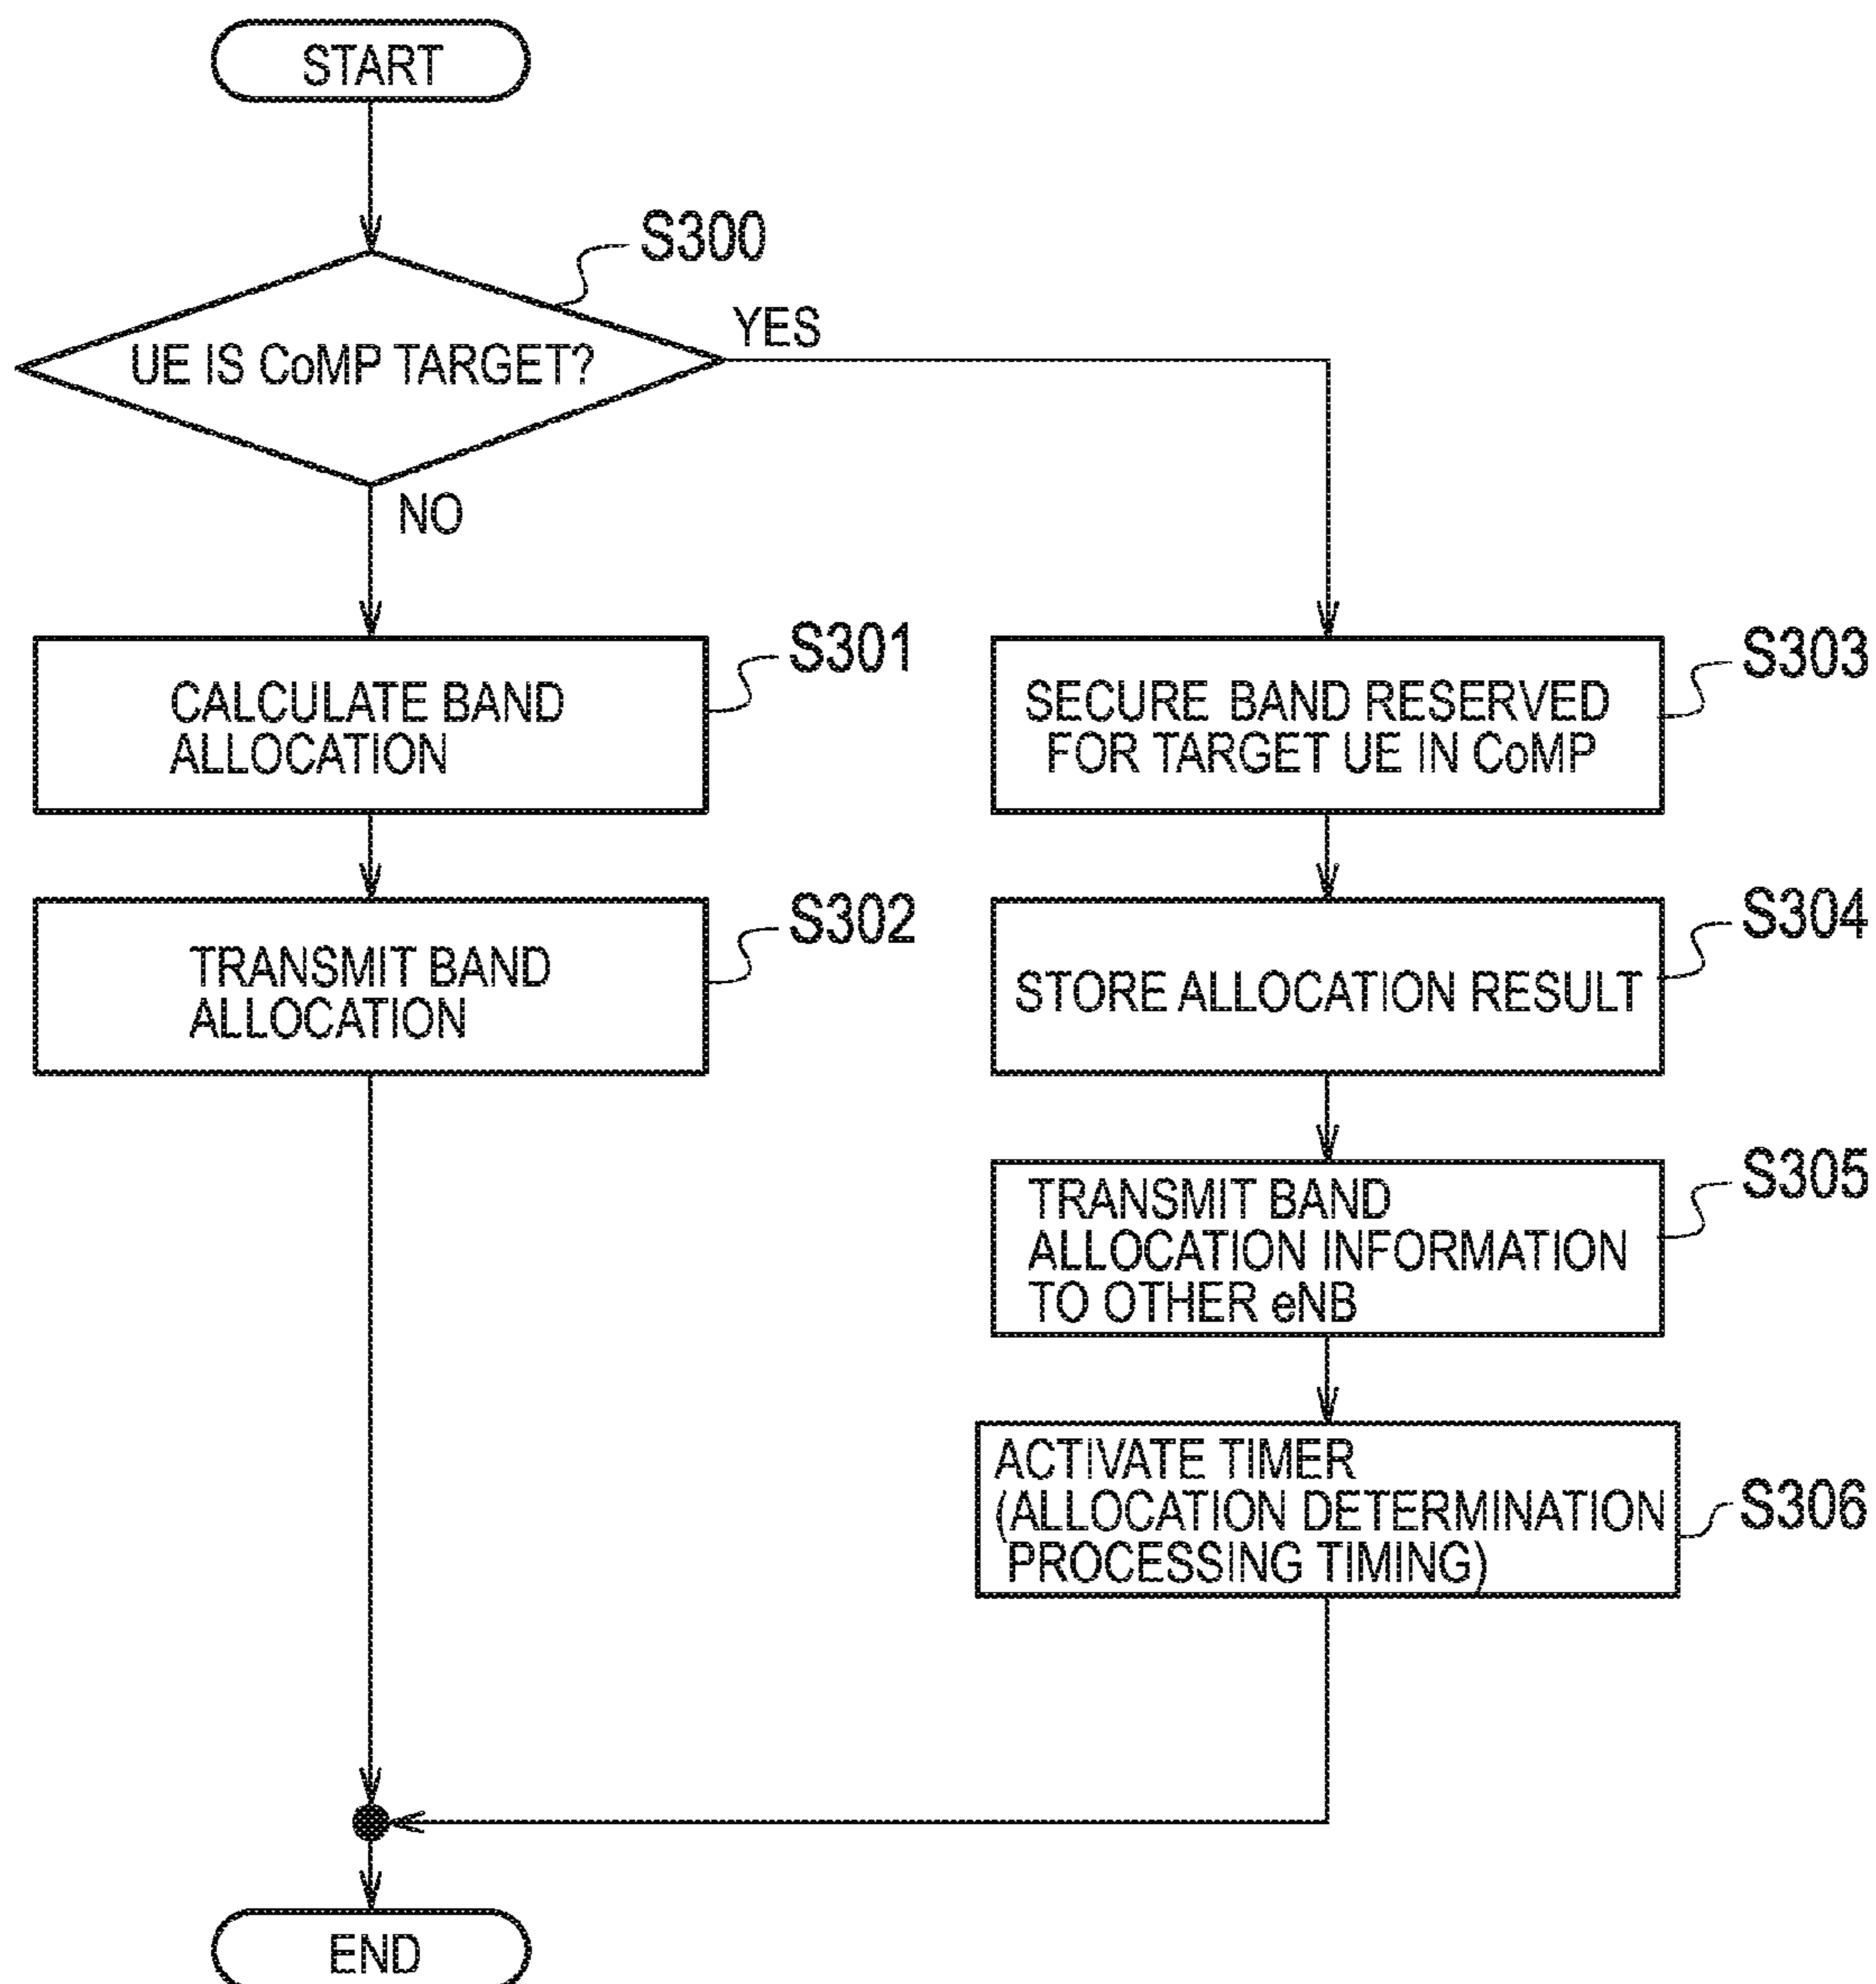 START
S300
UE IS CoMP TARGET?
YES
NO
CALCULATE BAND
ALLOCATION
S301
TRANSMIT BAND
ALLOCATION
S302
SECURE BAND RESERVED
FOR TARGET UE IN CoMP
S303
STORE ALLOCATION RESULT
S304
TRANSMIT BAND
ALLOCATION INFORMATION
TO OTHER eNB
S305
ACTIVATE TIMER
(ALLOCATION DETERMINATION
PROCESSING TIMING)
S306
END